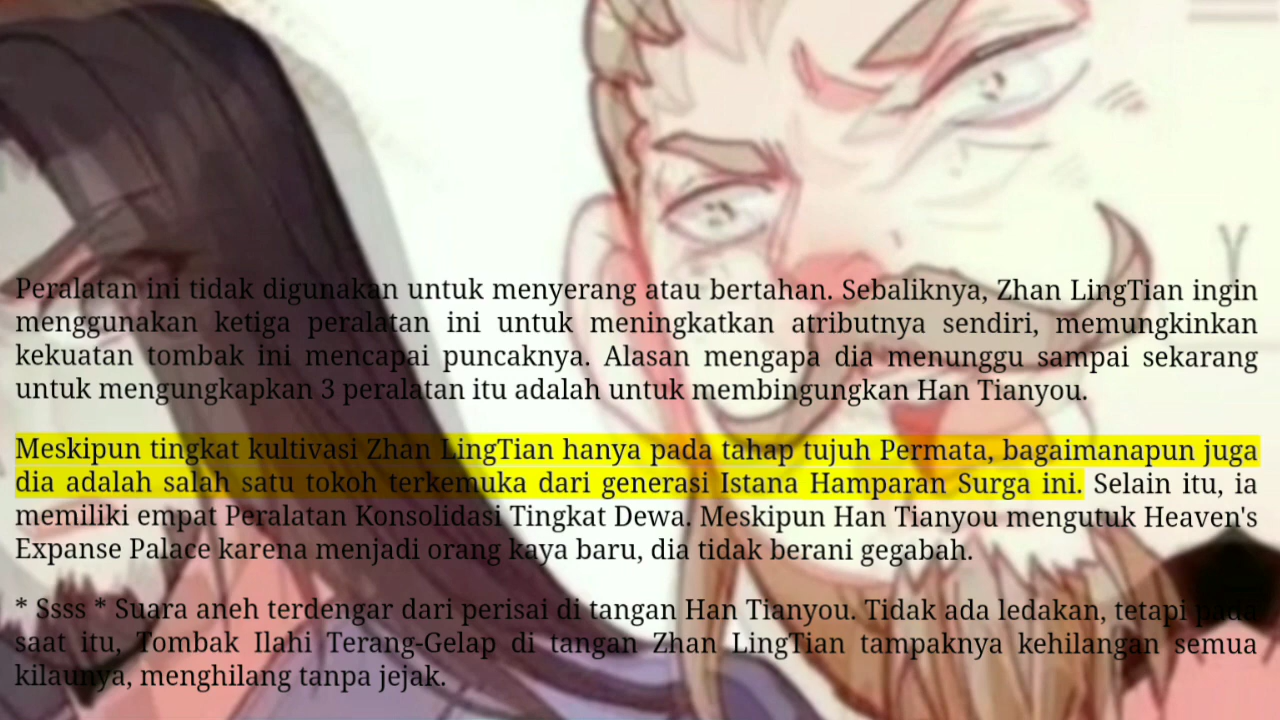 Peralatan ini tidak digunakan untuk menyerang atau bertahan. Sebaliknya, Zhan LingTian ingin
menggunakan ketiga peralatan ini untuk meningkatkan atributnya sendiri, memungkinkan
kekuatan tombak ini mencapai puncaknya. Alasan mengapa dia menunggu sampai sekarang
untuk mengungkapkan 3 peralatan itu adalah untuk membingungkan Han Tianyou.
Meskipun tingkat kultivasi Zhan LingTian hanya pada tahap tujuh Permata, bagaimanapun juga
dia adalah salah satu tokoh terkemuka dari generasi Istana Hamparan Surga ini. Selain itu, ia
memiliki empat Peralatan Konsolidasi Tingkat Dewa. Meskipun Han Tianyou mengutuk Heaven's
Expanse Palace karena menjadi orang kaya baru, dia tidak berani gegabah.
* Ssss * Suara aneh terdengar dari perisai di tangan Han Tianyou. Tidak ada ledakan, tetapi pada
saat itu, Tombak Ilahi Terang-Gelap di tangan Zhan LingTian tampaknya kehilangan semua
kilaunya, menghilang tanpa jejak.